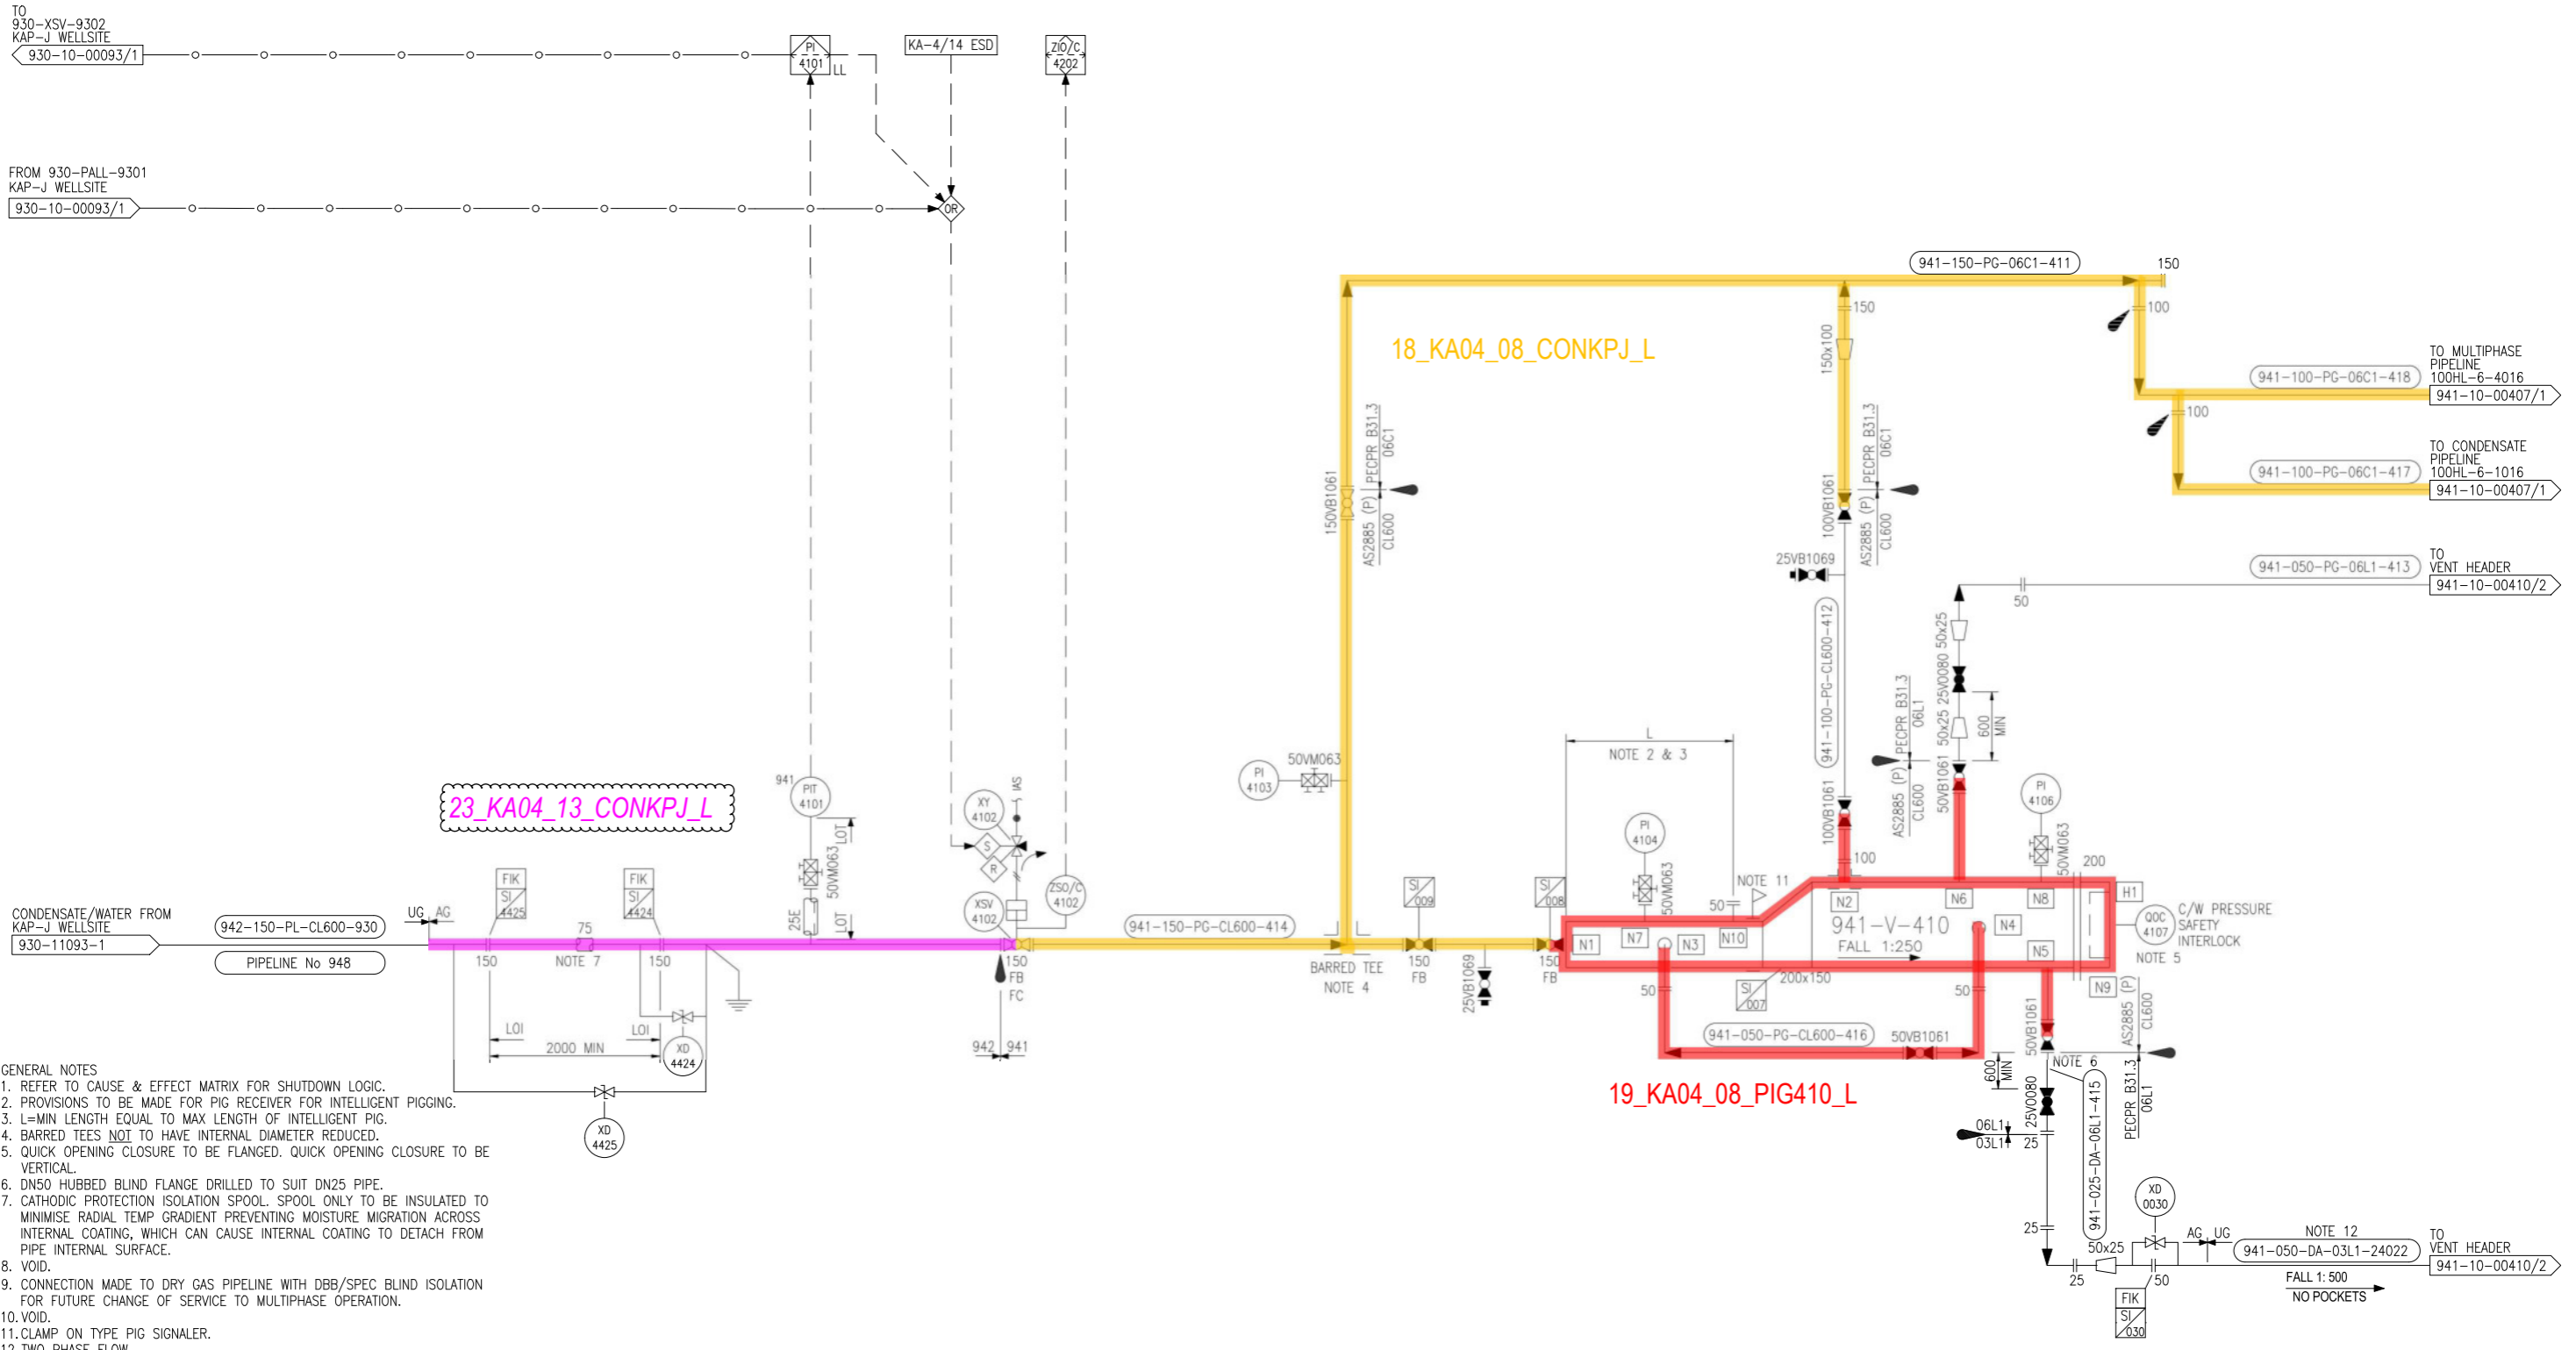 TO
930-XSV-9302
KAP-J WELLSITE
930-10-00093/1
PI
4101
LL
KA-4/14 ESD
ZIO/C
4202
FROM 930-PALL-9301
KAP-J WELLSITE
930-10-00093/1
OR
941-150-PG-06C1-411
150
150
100
18_KA04_08_CONKPJ_L
150x100
TO MULTIPHASE
PIPELINE
100HL-6-4016
941-10-00407/1
941-100-PG-06C1-418
100
TO CONDENSATE
PIPELINE
100HL-6-1016
941-10-00407/1
941-100-PG-06C1-417
150VB1061
AS2885 (P)
CL600
PECPR B31.3
06C1
100VB1061
AS2885 (P)
CL600
PECPR B31.3
06C1
25VB1069
TO
VENT HEADER
941-10-00410/2
941-050-PG-06L1-413
50
941-100-PG-CL600-412
50x25
25V0080
50x25
600
MIN
AS2885 (P)
CL600
PECPR B31.3
06L1
50VB1061
L
NOTE 2 & 3
PI
4103
50VM063
941
PIT
4101
LOT
LOT
50VM063
25E
23_KA04_13_CONKPJ_L
XY
4102
IAS
S
R
XSV
4102
ZSO/C
4102
PI
4104
50VM063
100VB1061
100
PI
4106
50VM063
200
NOTE 11
50
SI
009
SI
008
FIK
SI
4425
FIK
SI
4424
CONDENSATE/WATER FROM
KAP-J WELLSITE
930-11093-1
942-150-PL-CL600-930
PIPELINE No 948
UG
AG
75
150
NOTE 7
150
150
FB
FC
941-150-PG-CL600-414
BARRED TEE
NOTE 4
150
FB
25VB1069
150
FB
N1
N7
N3
N10
N2
N6
N8
H1
941-V-410
FALL 1:250
N4
N5
N9
QOC
4107
C/W PRESSURE
SAFETY
INTERLOCK
NOTE 5
200x150
SI
007
50
50
941-050-PG-CL600-416
50VB1061
50VB1061
AS2885 (P)
CL600
PECPR B31.3
06L1
NOTE 6
600
MIN
25V0080
941-025-DA-06L1-415
06L1
03L1
25
19_KA04_08_PIG410_L
LOI
LOI
2000 MIN
XD
4424
XD
4425
942
941
25
50x25
25
XD
0030
50
FIK
SI
030
AG
UG
NOTE 12
941-050-DA-03L1-24022
TO
VENT HEADER
941-10-00410/2
FALL 1: 500
NO POCKETS
GENERAL NOTES
1. REFER TO CAUSE & EFFECT MATRIX FOR SHUTDOWN LOGIC.
2. PROVISIONS TO BE MADE FOR PIG RECEIVER FOR INTELLIGENT PIGGING.
3. L=MIN LENGTH EQUAL TO MAX LENGTH OF INTELLIGENT PIG.
4. BARRED TEES NOT TO HAVE INTERNAL DIAMETER REDUCED.
5. QUICK OPENING CLOSURE TO BE FLANGED. QUICK OPENING CLOSURE TO BE
VERTICAL.
6. DN50 HUBBED BLIND FLANGE DRILLED TO SUIT DN25 PIPE.
7. CATHODIC PROTECTION ISOLATION SPOOL. SPOOL ONLY TO BE INSULATED TO
MINIMISE RADIAL TEMP GRADIENT PREVENTING MOISTURE MIGRATION ACROSS
INTERNAL COATING, WHICH CAN CAUSE INTERNAL COATING TO DETACH FROM
PIPE INTERNAL SURFACE.
8. VOID.
9. CONNECTION MADE TO DRY GAS PIPELINE WITH DBB/SPEC BLIND ISOLATION
FOR FUTURE CHANGE OF SERVICE TO MULTIPHASE OPERATION.
10. VOID.
11. CLAMP ON TYPE PIG SIGNALER.
12. TWO PHASE FLOW